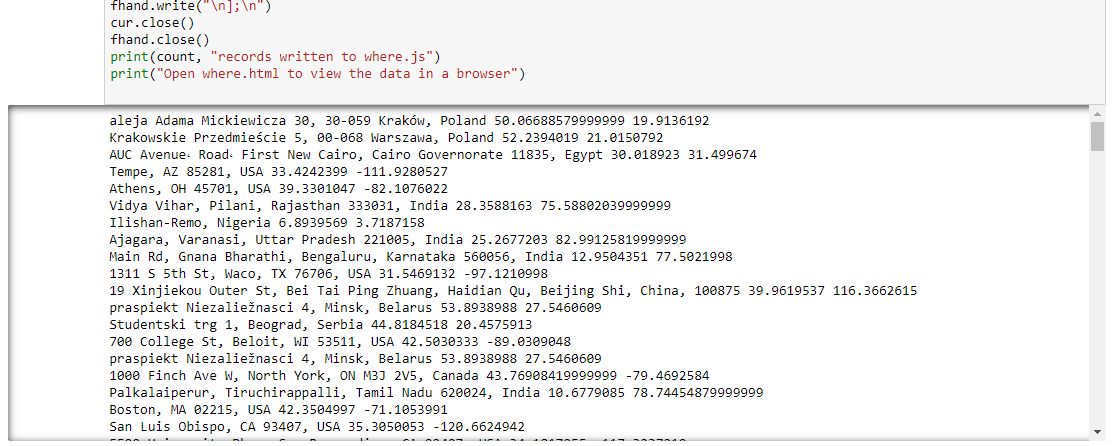 fhand.write("\n];\n")
cur.close()
fhand.close()
print(count, "records written to where.js")
print("Open where.html to view the data in a browser")
aleja Adama Mickiewicza 30, 30-059 Kraków, Poland 50.06688579999999 19.9136192
Krakowskie Przedmieście 5, 00-068 Warszawa, Poland 52.2394019 21.0150792
AUC Avenue، Road، First New Cairo, Cairo Governorate 11835, Egypt 30.018923 31.499674
Tempe, AZ 85281, USA 33.4242399 -111.9280527
Athens, OH 45701, USA 39.3301047 -82.1076022
Vidya Vihar, Pilani, Rajasthan 333031, India 28.3588163 75.58802039999999
Ilishan-Remo, Nigeria 6.8939569 3.7187158
Ajagara, Varanasi, Uttar Pradesh 221005, India 25.2677203 82.99125819999999
Main Rd, Gnana Bharathi, Bengaluru, Karnataka 560056, India 12.9504351 77.5021998
1311 S 5th St, Waco, TX 76706, USA 31.5469132 -97.1210998
19 Xinjiekou Outer St, Bei Tai Ping Zhuang, Haidian Qu, Beijing Shi, China, 100875 39.9619537 116.3662615
praspiekt Niezaliežnasci 4, Minsk, Belarus 53.8938988 27.5460609
Studentski trg 1, Beograd, Serbia 44.8184518 20.4575913
700 College St, Beloit, WI 53511, USA 42.5030333 -89.0309048
praspiekt Niezaliežnasci 4, Minsk, Belarus 53.8938988 27.5460609
1000 Finch Ave W, North York, ON M3J 2V5, Canada 43.76908419999999 -79.4692584
Palkalaiperur, Tiruchirappalli, Tamil Nadu 620024, India 10.6779085 78.74454879999999
Boston, MA 02215, USA 42.3504997 -71.1053991
San Luis Obispo, CA 93407, USA 35.3050053 -120.6624942